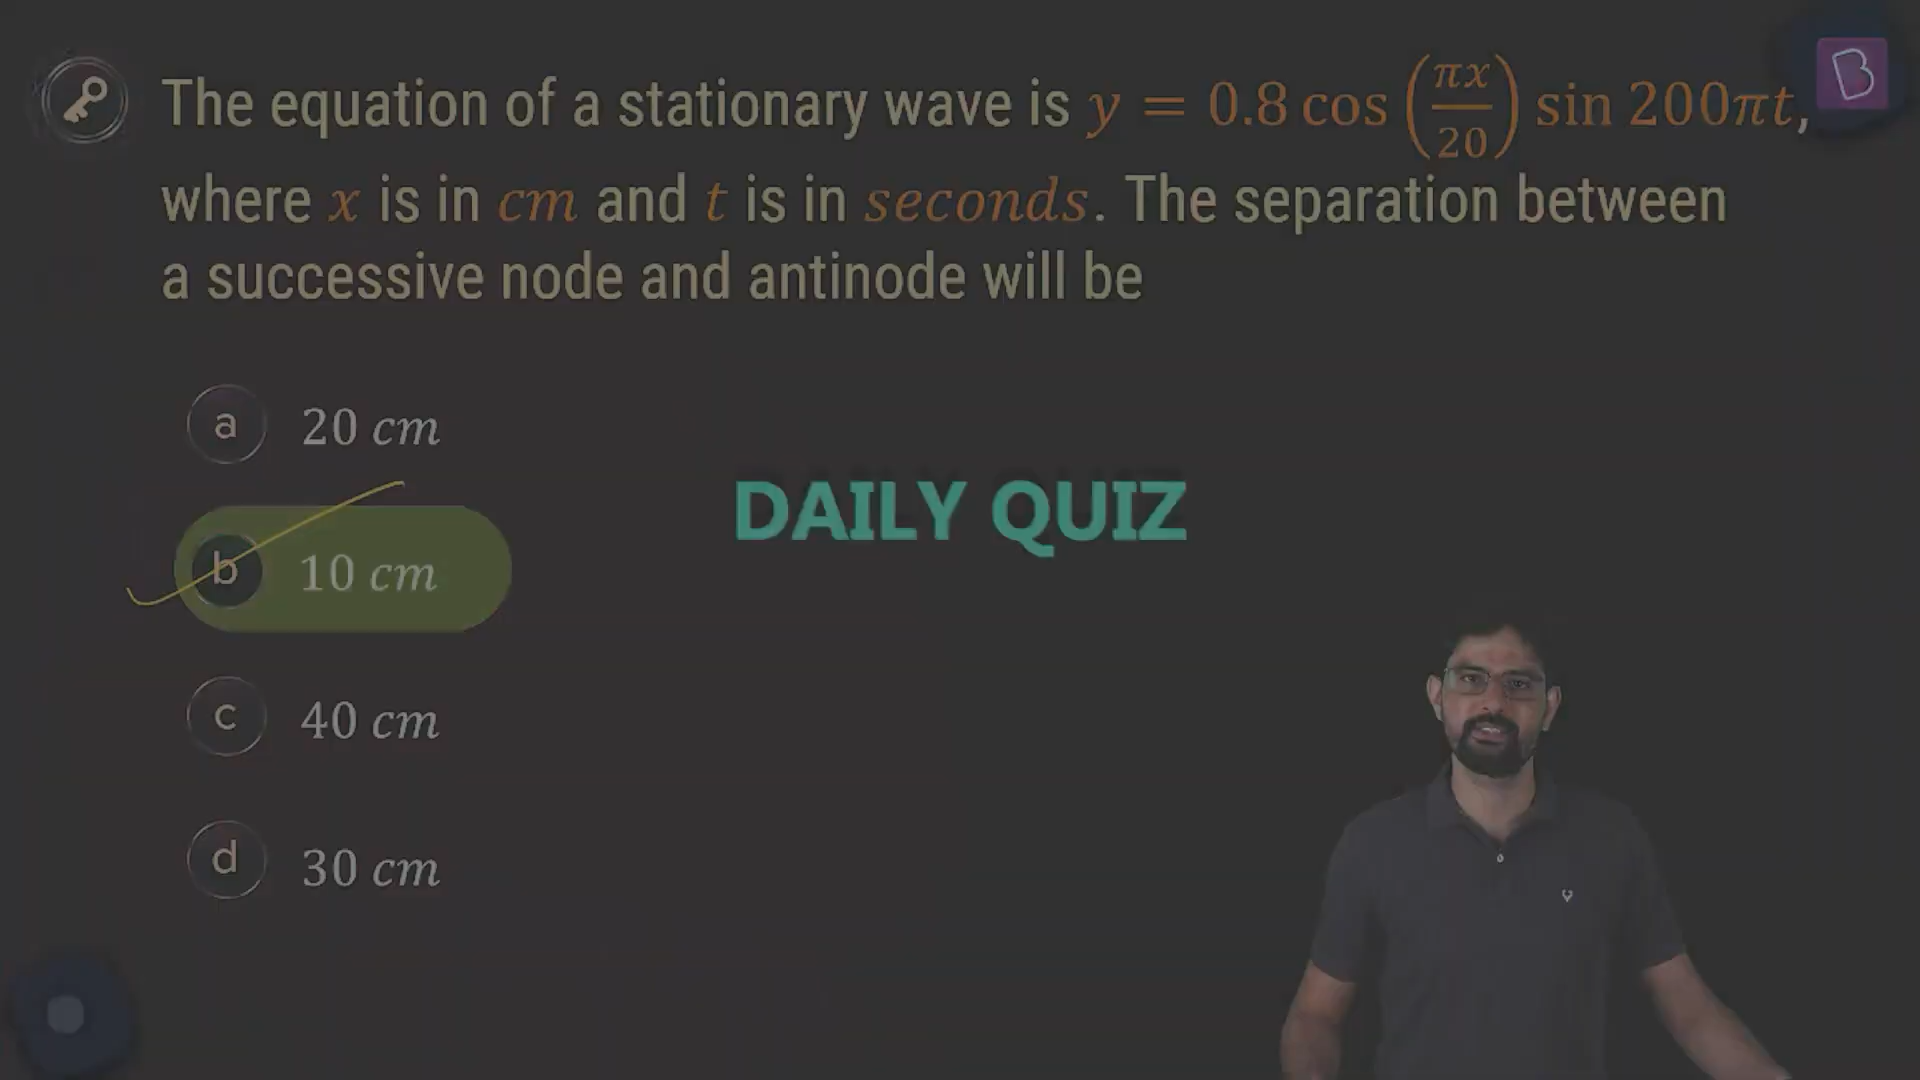 The equation of a stationary wave is y = 0.8 cos (πx/20) sin 200πt,
where x is in cm and t is in seconds. The separation between
a successive node and antinode will be
a 20 cm
DAILY QUIZ
b 10 cm
c 40 cm
d 30 cm
B